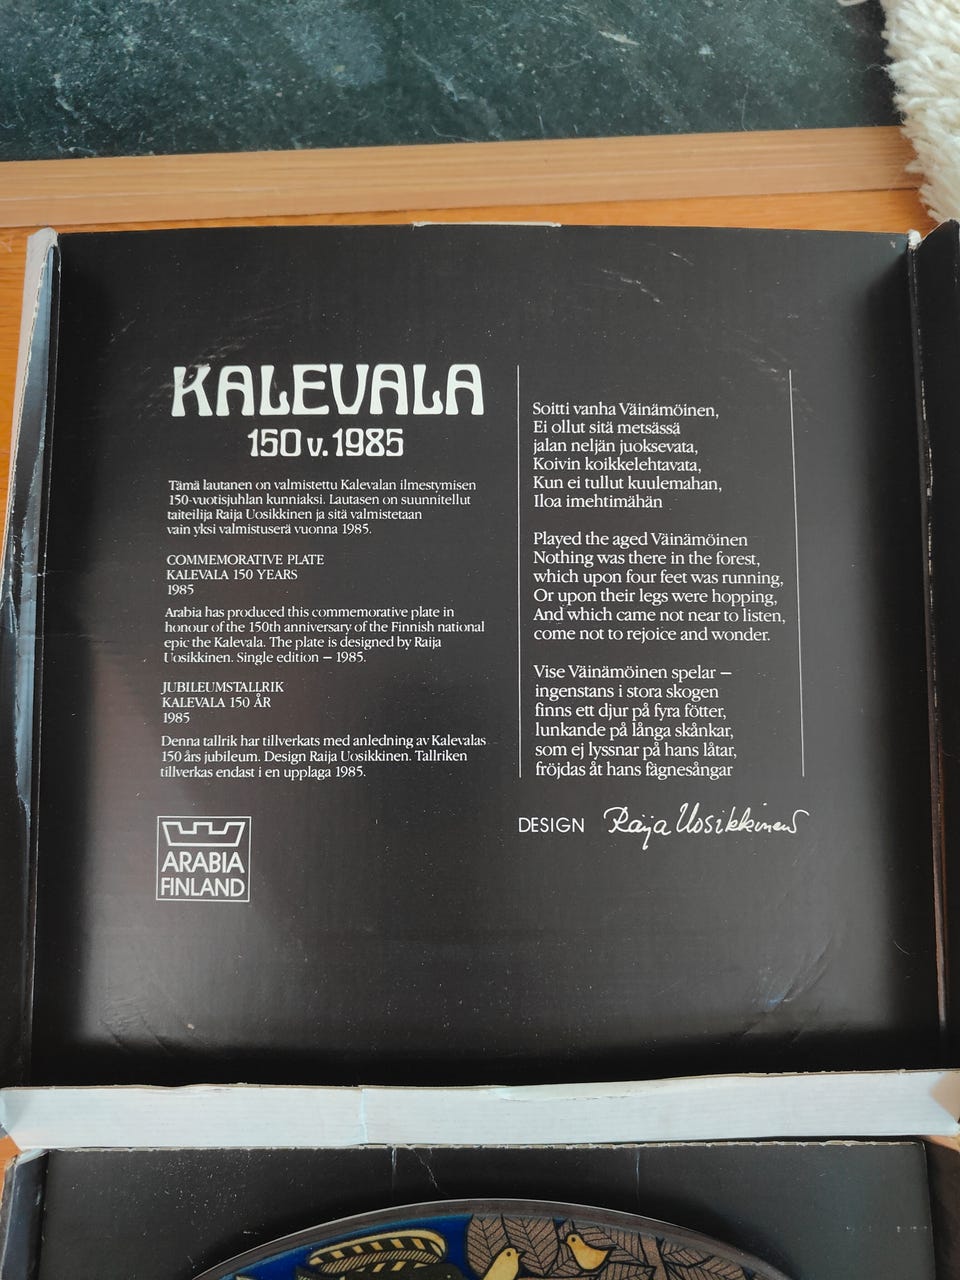 KALEVALA
150 v. 1985
Tämä lautanen on valmistettu Kalevalan ilmestymisen
150-vuotisjuhlan kunniaksi. Lautasen on suunnitellut
taiteilija Raija Uosikkinen ja sitä valmistetaan
vain yksi valmistuserä vuonna 1985.
COMMEMORATIVE PLATE
KALEVALA 150 YEARS
1985
Arabia has produced this commemorative plate in
honour of the 150th anniversary of the Finnish national
epic the Kalevala. The plate is designed by Raija
Uosikkinen. Single edition – 1985.
JUBILEUMSTALLRIK
KALEVALA 150 ÅR
1985
Denna tallrik har tillverkats med anledning av Kalevalas
150 års jubileum. Design Raija Uosikkinen. Tallriken
tillverkas endast i en upplaga 1985.
ARABIA
FINLAND
Soitti vanha Väinämöinen,
Ei ollut sitä metsässä
jalan neljän juoksevata,
Koivin koikkelehtavata,
Kun ei tullut kuulemahan,
Iloa imehtimähän
Played the aged Väinämöinen
Nothing was there in the forest,
which upon four feet was running,
Or upon their legs were hopping,
And which came not near to listen,
come not to rejoice and wonder.
Vise Väinämöinen spelar –
ingenstans i stora skogen
finns ett djur på fyra fötter,
lunkande på långa skånkar,
som ej lyssnar på hans låtar,
fröjdas åt hans fägnesångar
DESIGN Raija Uosikkinen